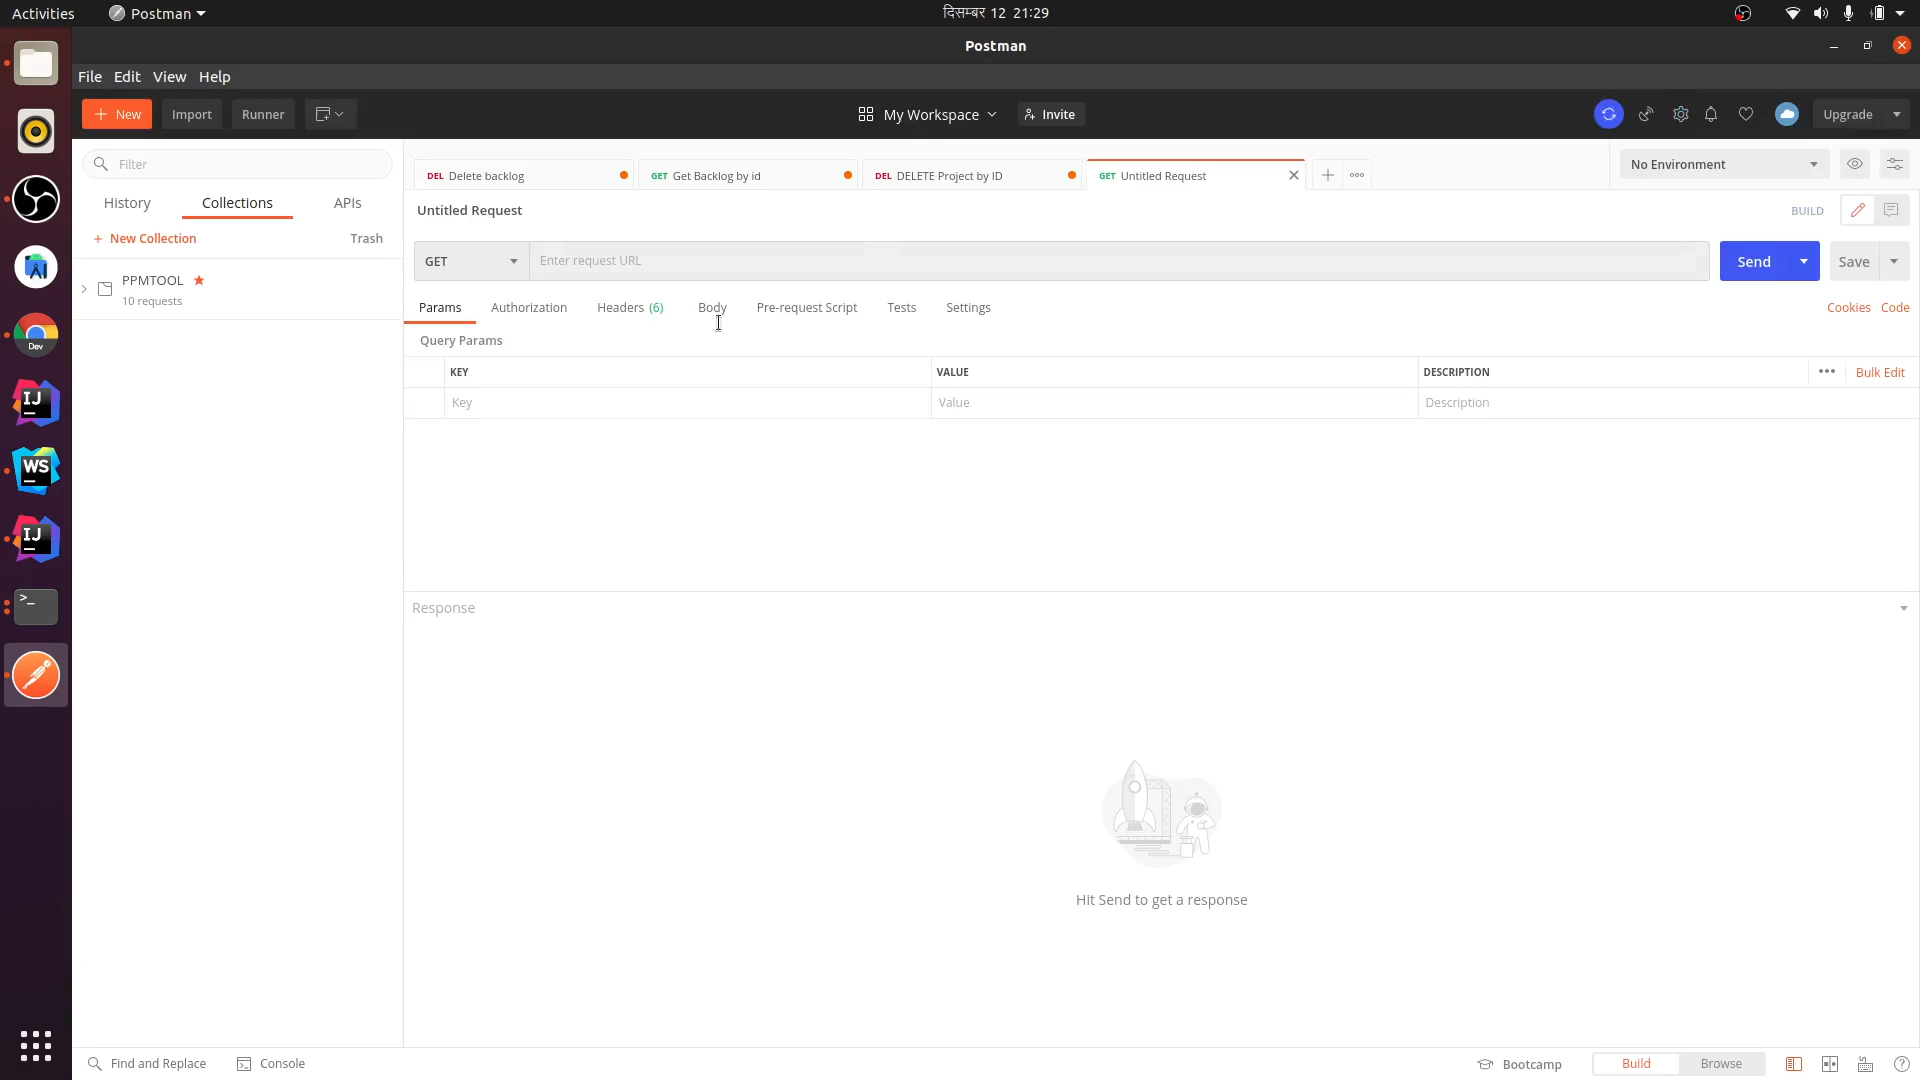 Activities
Postman
दिसम्बर 12 21:29
Postman
File Edit View Help
New
Import
Runner
My Workspace
Invite
Upgrade
Filter
History
Collections
APIs
New Collection
Trash
PPMTOOL
10 requests
DEL Delete backlog
GET Get Backlog by id
DEL DELETE Project by ID
GET Untitled Request
No Environment
Untitled Request
BUILD
GET
Enter request URL
Send
Save
Params
Authorization
Headers (6)
Body
Pre-request Script
Tests
Settings
Cookies
Code
Query Params
KEY
VALUE
DESCRIPTION
Bulk Edit
Key
Value
Description
Response
Hit Send to get a response
Dev
IJ
WS
IJ
>_
Find and Replace
Console
Bootcamp
Build
Browse